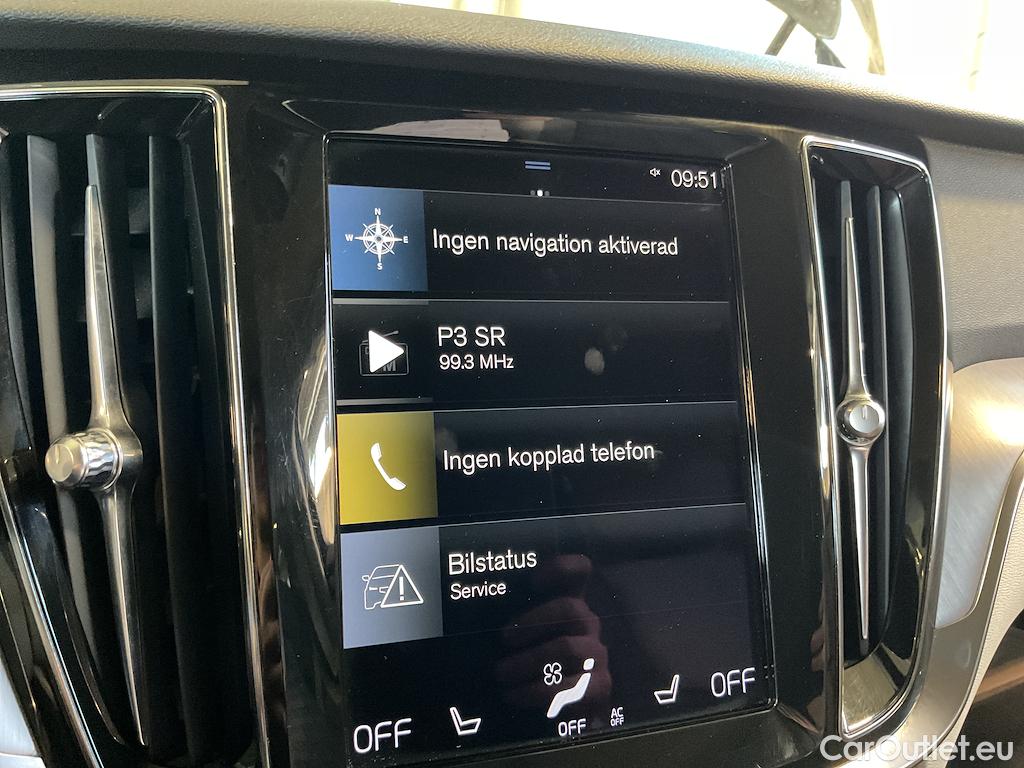 09:51
N
W E
S
Ingen navigation aktiverad
P3 SR
99.3 MHz
Ingen kopplad telefon
Bilstatus
Service
OFF
OFF
AC
OFF
OFF
CarOutlet.eu